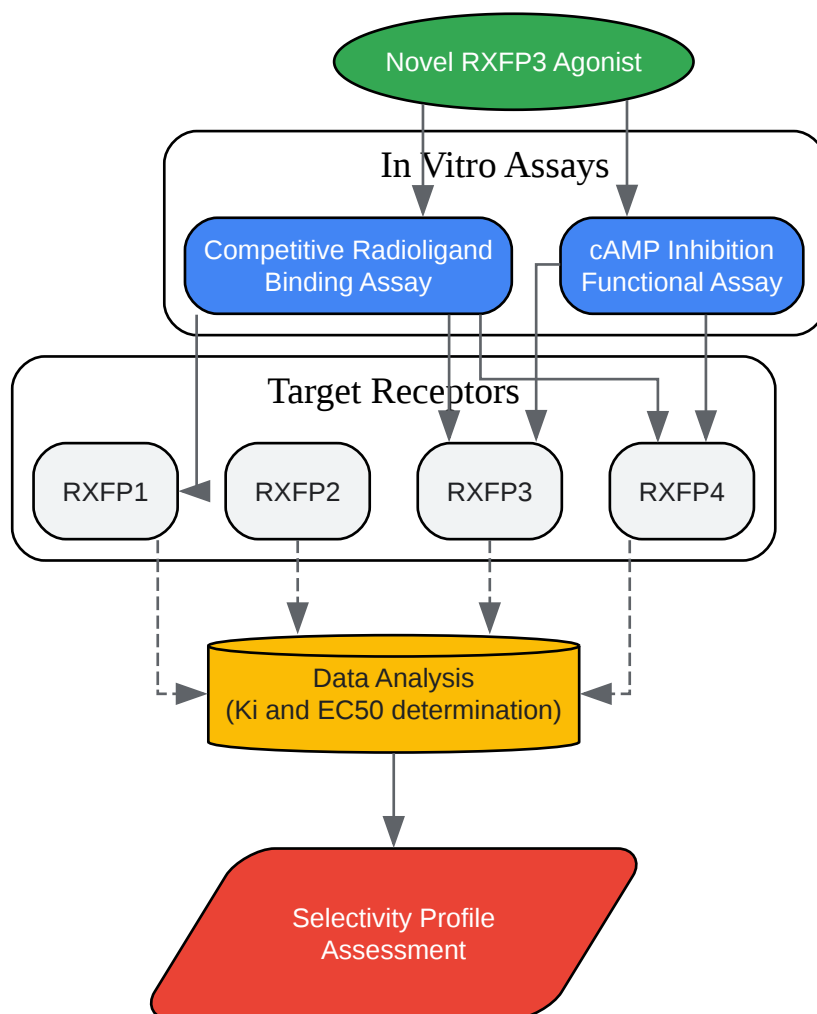 Novel RXFP3 Agonist
In Vitro Assays
Competitive Radioligand
Binding Assay
cAMP Inhibition
Functional Assay
Target Receptors
RXFP1
RXFP2
RXFP3
RXFP4
Data Analysis
(Ki and EC50 determination)
Selectivity Profile
Assessment